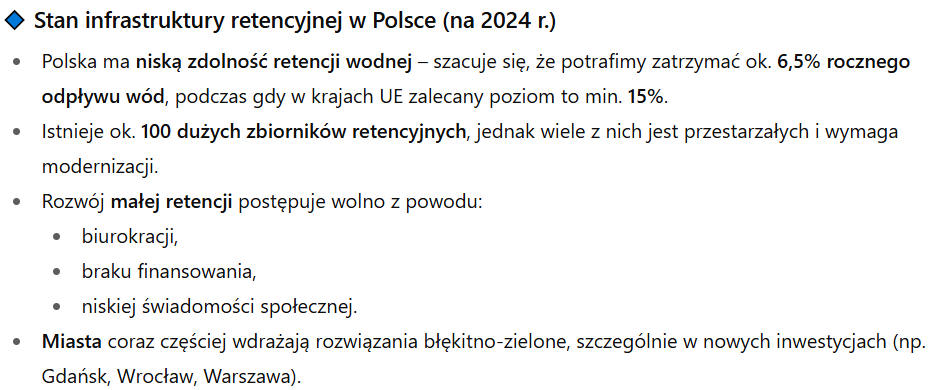 Stan infrastruktury retencyjnej w Polsce (na 2024 r.)
Polska ma niską zdolność retencji wodnej – szacuje się, że potrafimy zatrzymać ok. 6,5% rocznego
odpływu wód, podczas gdy w krajach UE zalecany poziom to min. 15%.
Istnieje ok. 100 dużych zbiorników retencyjnych, jednak wiele z nich jest przestarzałych i wymaga
modernizacji.
Rozwój małej retencji postępuje wolno z powodu:
biurokracji,
braku finansowania,
niskiej świadomości społecznej.
Miasta coraz częściej wdrażają rozwiązania błękitno-zielone, szczególnie w nowych inwestycjach (np.
Gdańsk, Wrocław, Warszawa).